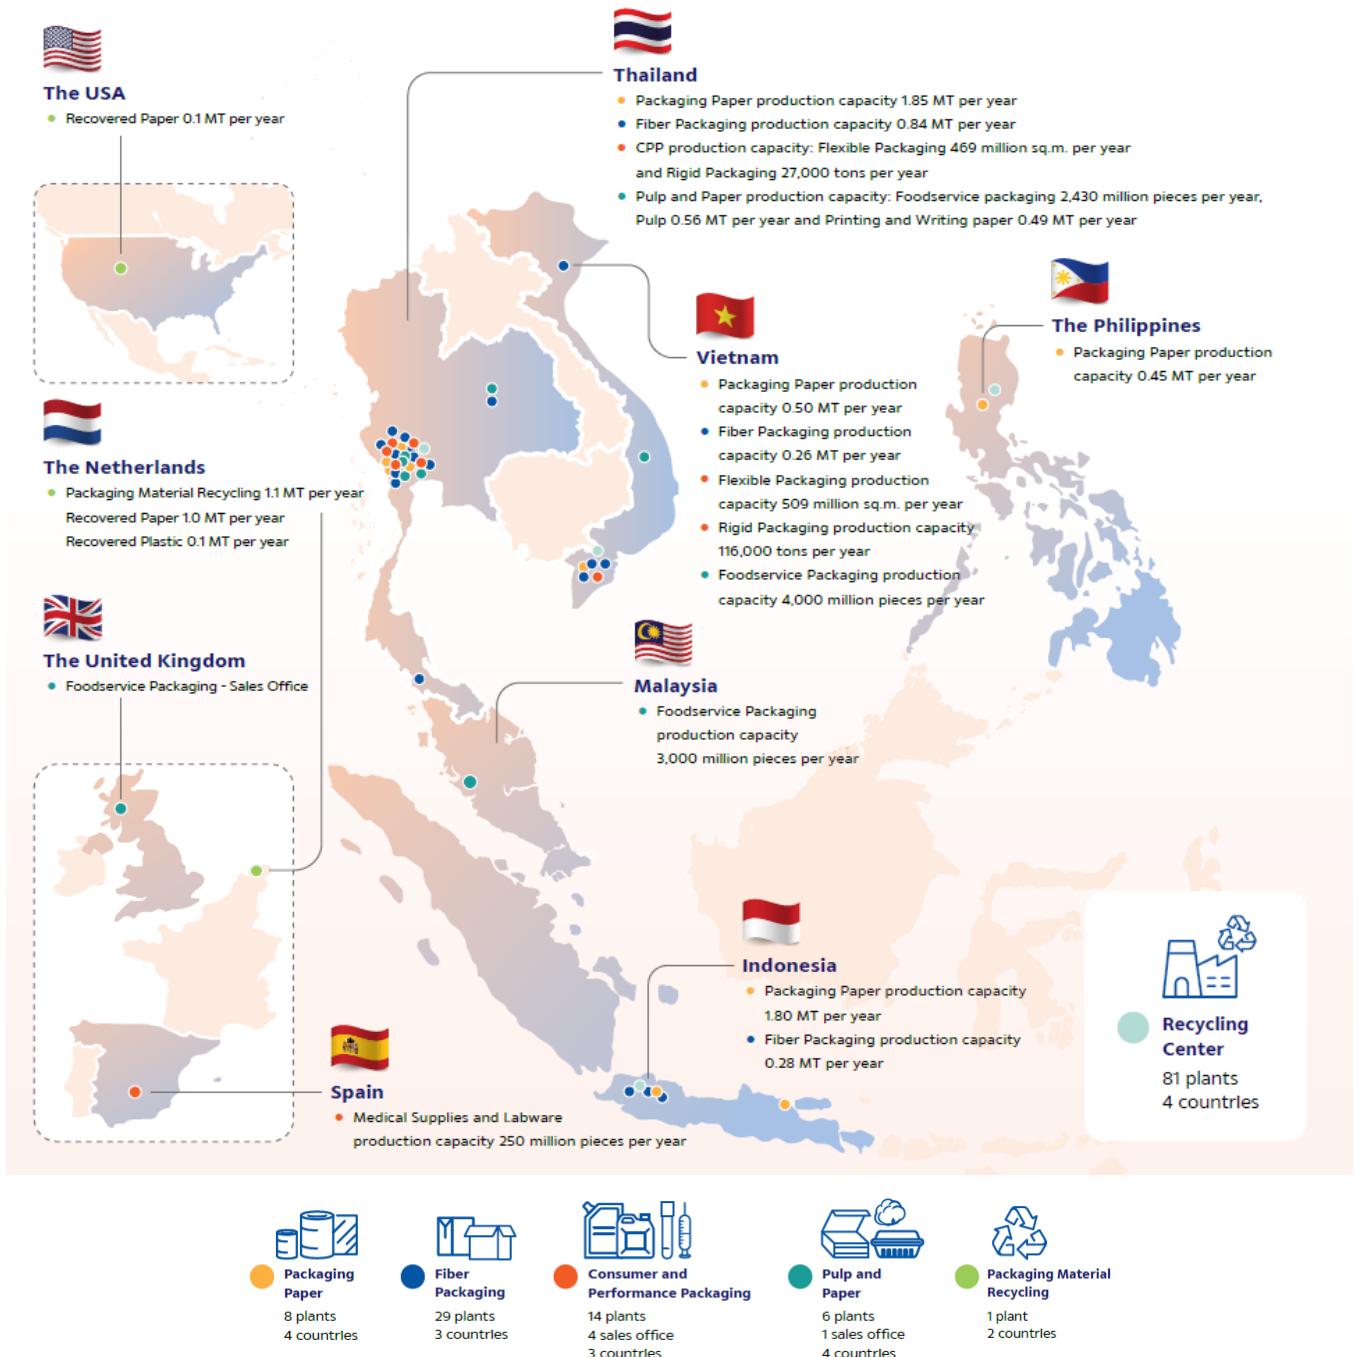 The USA
Recovered Paper 0.1 MT per year
Thailand
Packaging Paper production capacity 1.85 MT per year
Fiber Packaging production capacity 0.84 MT per year
CPP production capacity: Flexible Packaging 469 million sq.m. per year
and Rigid Packaging 27,000 tons per year
Pulp and Paper production capacity: Foodservice packaging 2,430 million pieces per year,
Pulp 0.56 MT per year and Printing and Writing paper 0.49 MT per year
The Philippines
Packaging Paper production
capacity 0.45 MT per year
Vietnam
Packaging Paper production
capacity 0.50 MT per year
Fiber Packaging production
capacity 0.26 MT per year
Flexible Packaging production
capacity 509 million sq.m. per year
Rigid Packaging production capacity
116,000 tons per year
Foodservice Packaging production
capacity 4,000 million pieces per year
The Netherlands
Packaging Material Recycling 1.1 MT per year
Recovered Paper 1.0 MT per year
Recovered Plastic 0.1 MT per year
The United Kingdom
Foodservice Packaging - Sales Office
Malaysia
Foodservice Packaging
production capacity
3,000 million pieces per year
Indonesia
Packaging Paper production capacity
1.80 MT per year
Fiber Packaging production capacity
0.28 MT per year
Spain
Medical Supplies and Labware
production capacity 250 million pieces per year
Recycling
Center
81 plants
4 countries
Packaging
Paper
8 plants
4 countries
Fiber
Packaging
29 plants
3 countries
Consumer and
Performance Packaging
14 plants
4 sales office
3 countries
Pulp and
Paper
6 plants
1 sales office
4 countries
Packaging Material
Recycling
1 plant
2 countries